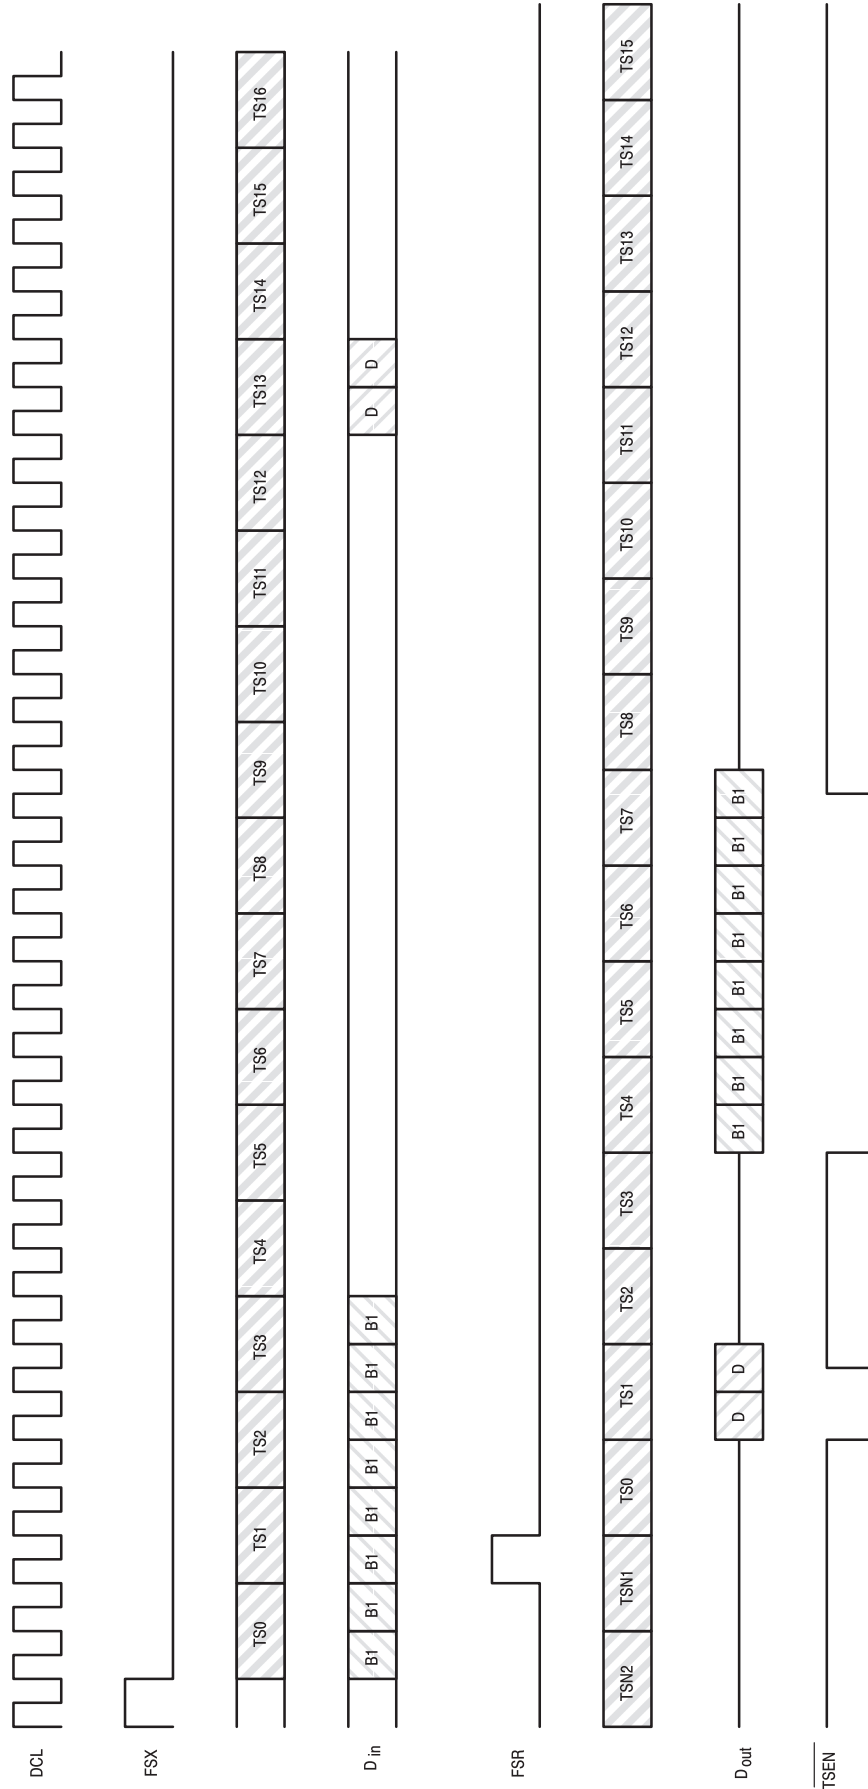 DCL
FSX
TS0 TS1 TS2 TS3 TS4 TS5 TS6 TS7 TS8 TS9 TS10 TS11 TS12 TS13 TS14 TS15 TS16
D in B1 B1 B1 B1 B1 B1 B1 B1 D D
FSR
TSN2 TSN1 TS0 TS1 TS2 TS3 TS4 TS5 TS6 TS7 TS8 TS9 TS10 TS11 TS12 TS13 TS14 TS15
D out D D B1 B1 B1 B1 B1 B1 B1 B1
TSEN